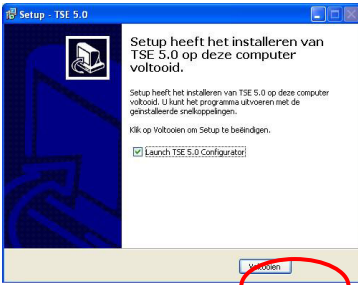 Setup - TSE 5.0
Setup heeft het installeren van
TSE 5.0 op deze computer
voltooid.
Setup heeft het installeren van TSE 5.0 op deze computer
voltooid. U kunt het programma uitvoeren met de
geïnstalleerde snelkoppelingen.
Klik op Voltooien om Setup te beëindigen.
Launch TSE 5.0 Configurator
Voltooien